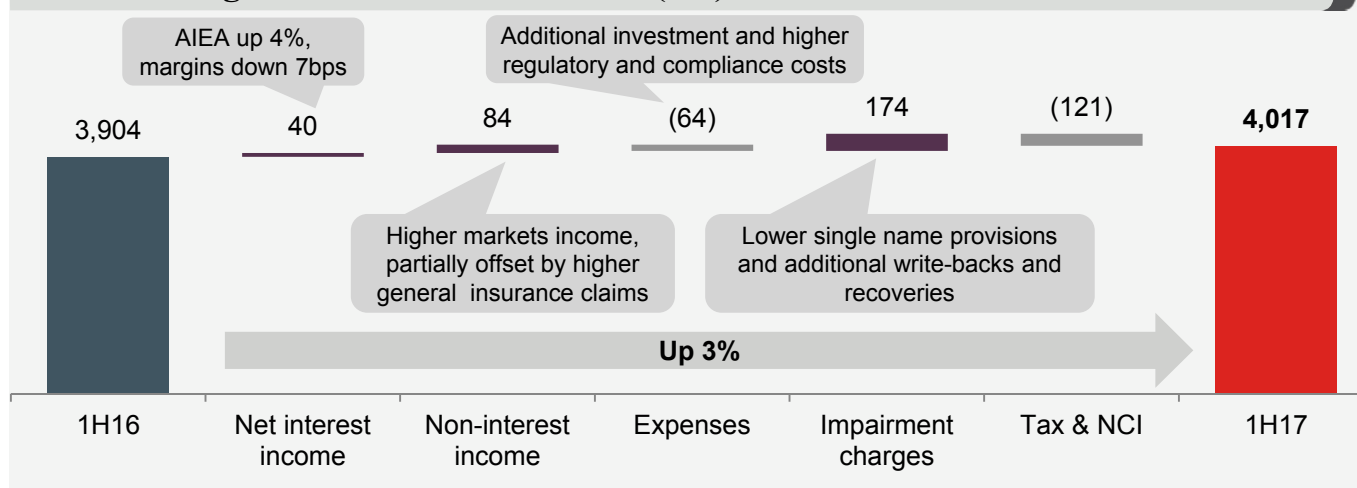 AIEA up 4%,
margins down 7bps
Additional investment and higher
regulatory and compliance costs
3,904
40
84
(64)
174
(121)
4,017
Higher markets income,
partially offset by higher
general insurance claims
Lower single name provisions
and additional write-backs and
recoveries
Up 3%
1H16
Net interest
income
Non-interest
income
Expenses
Impairment
charges
Tax & NCI
1H17